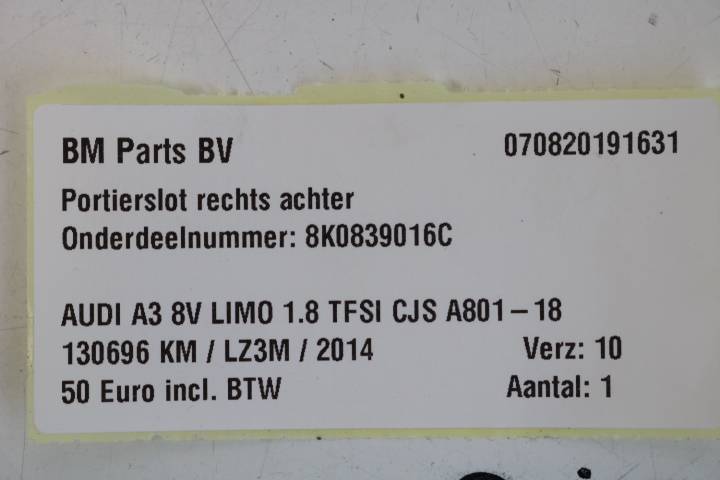 BM Parts BV 070820191631
Portierslot rechts achter
Onderdeelnummer: 8K0839016C
AUDI A3 8V LIMO 1.8 TFSI CJS A801-18
130696 KM / LZ3M / 2014 Verz: 10
50 Euro incl. BTW Aantal: 1